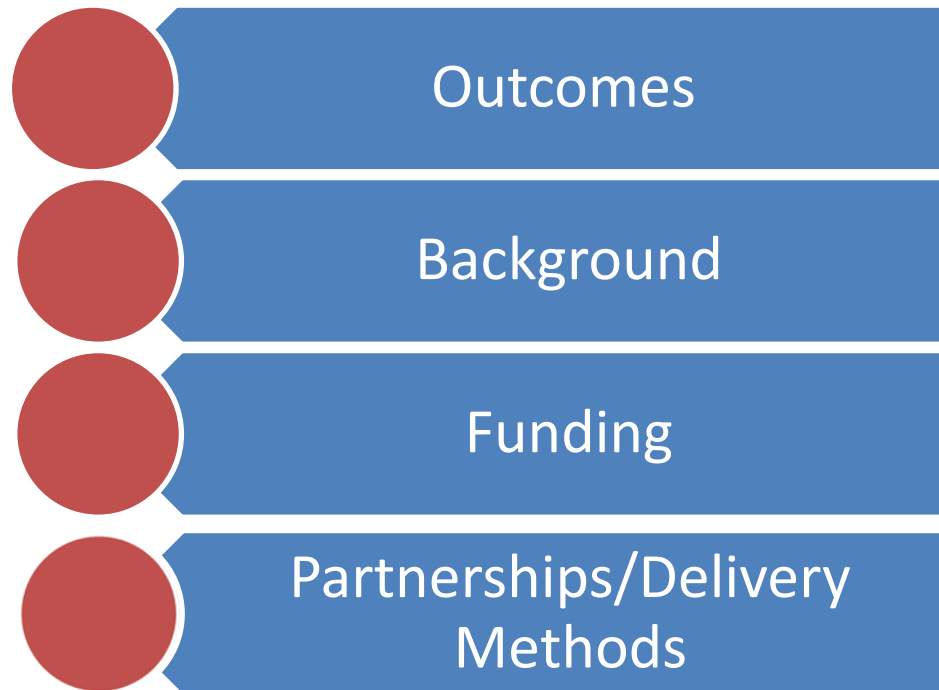 Outcomes
Background
Funding
Partnerships/Delivery
Methods